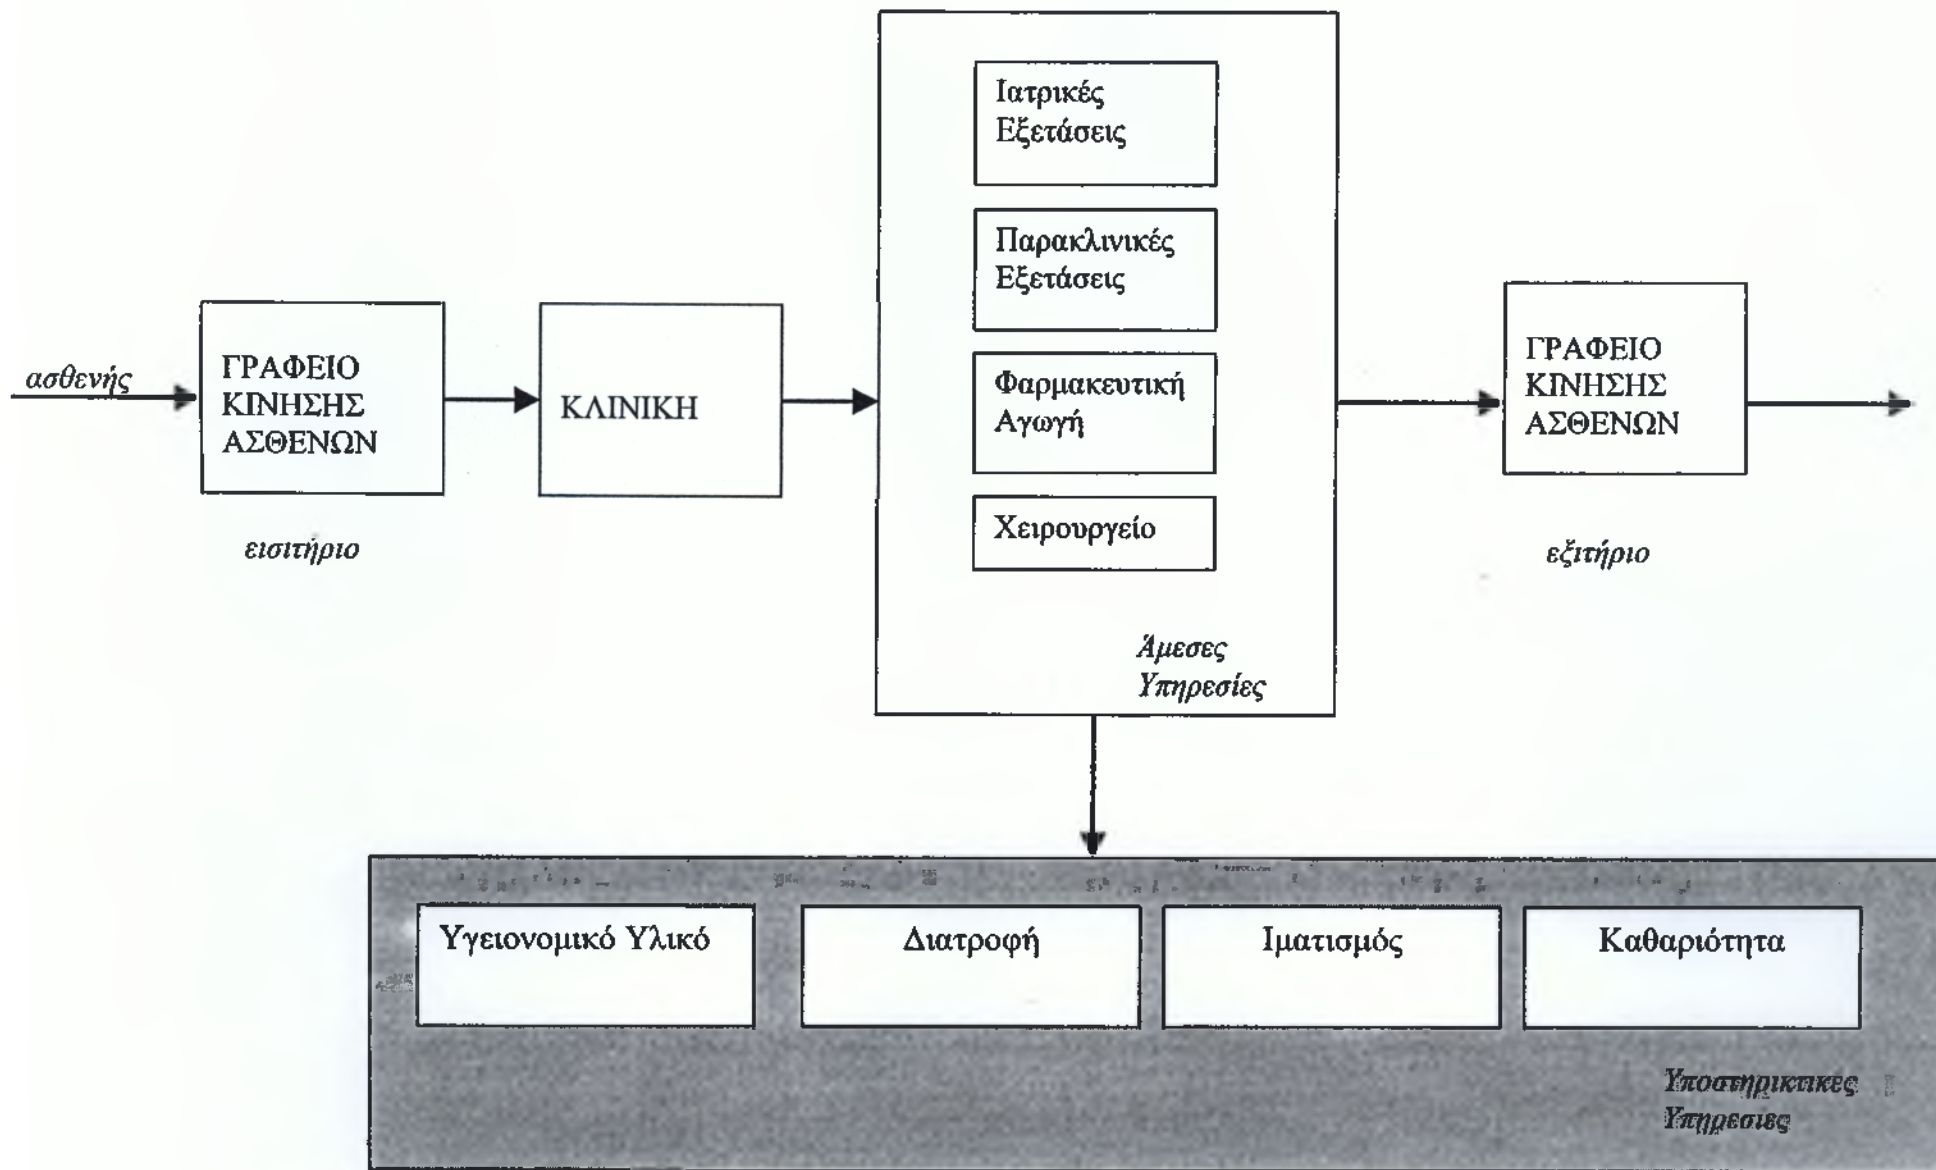 ασθενής
ΓΡΑΦΕΙΟ
ΚΙΝΗΣΗΣ
ΑΣΘΕΝΩΝ
εισιτήριο
ΚΛΙΝΙΚΗ
Ιατρικές
Εξετάσεις
Παρακλινικές
Εξετάσεις
Φαρμακευτική
Αγωγή
Χειρουργείο
Άμεσες
Υπηρεσίες
ΓΡΑΦΕΙΟ
ΚΙΝΗΣΗΣ
ΑΣΘΕΝΩΝ
εξιτήριο
Υγειονομικό Υλικό
Διατροφή
Ιματισμός
Καθαριότητα
Υποστηρικτικες
Υπηρεσιες